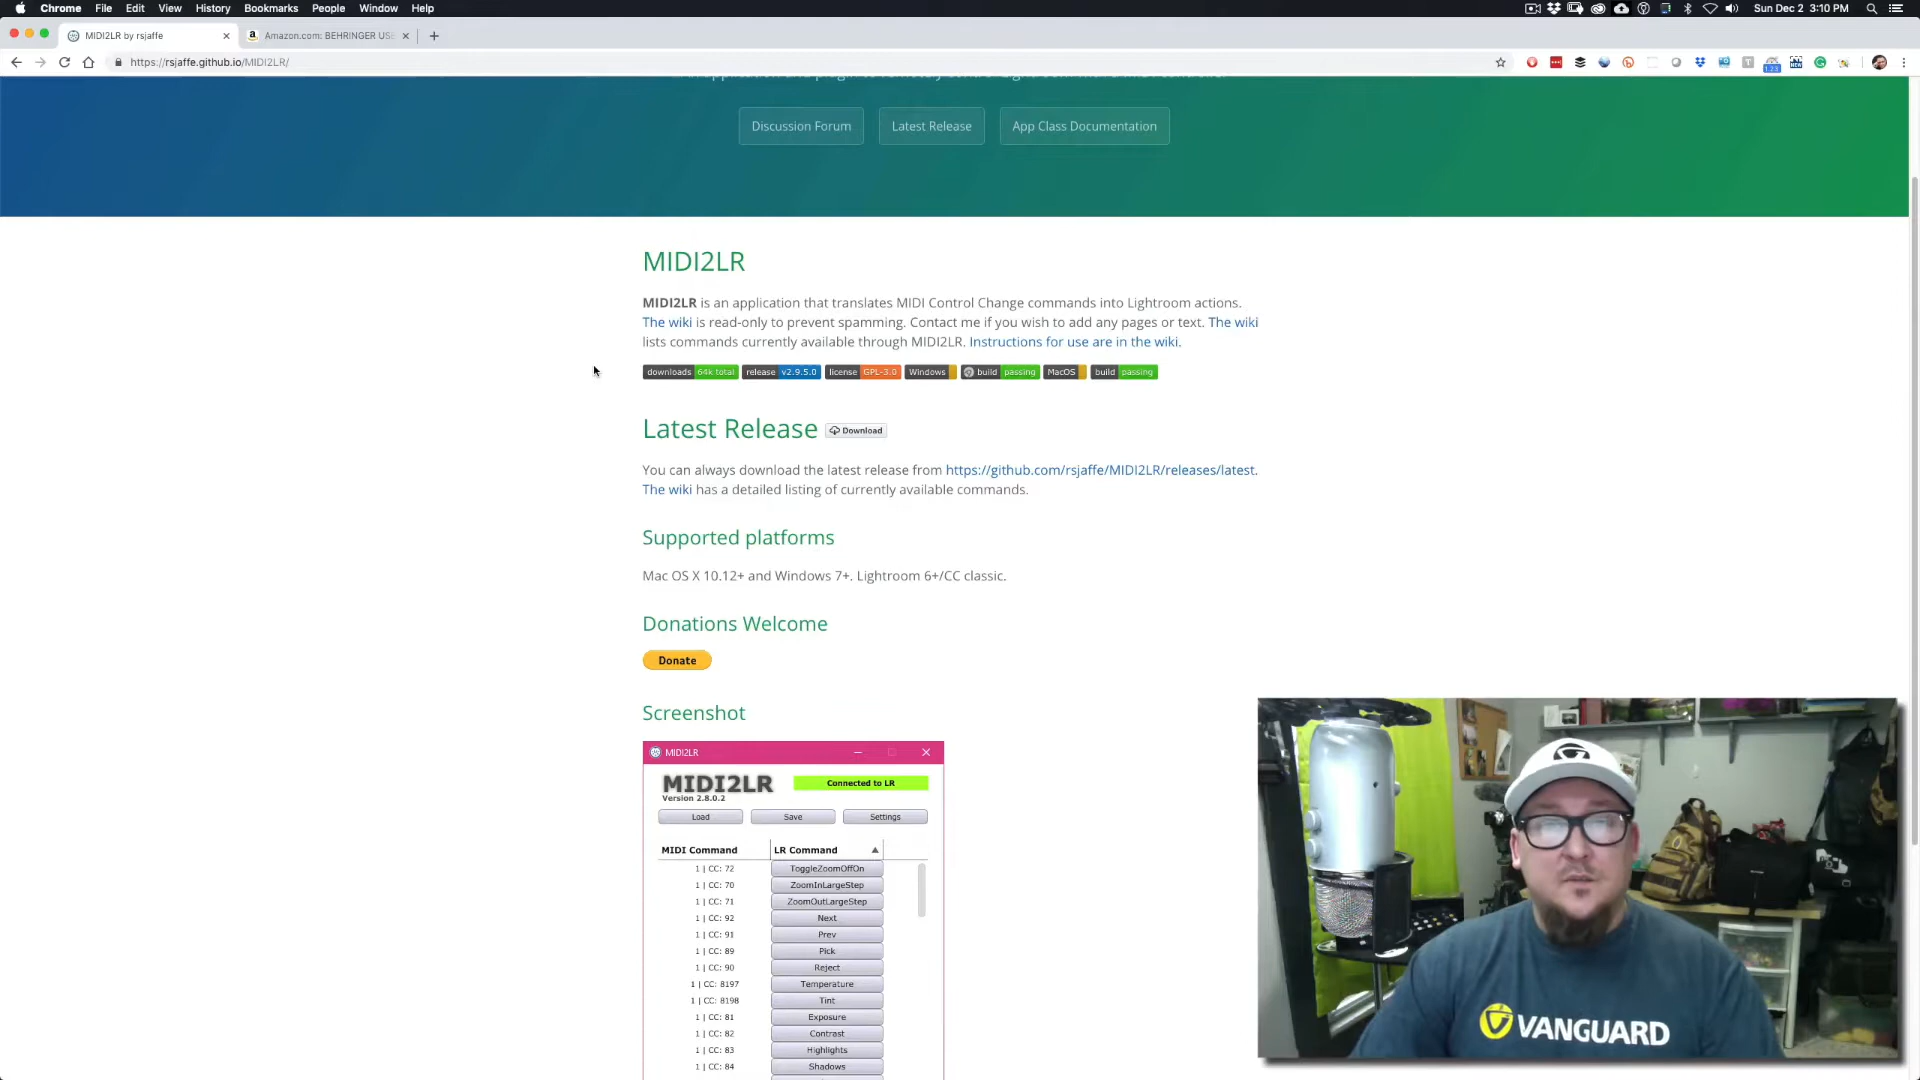 Chrome File Edit View History Bookmarks People Window Help
Sun Dec 2 3:10 PM
MIDI2LR by rsjaffe
Amazon.com: BEHRINGER USB
https://rsjaffe.github.io/MIDI2LR/
Discussion Forum
Latest Release
App Class Documentation
MIDI2LR
MIDI2LR is an application that translates MIDI Control Change commands into Lightroom actions.
The wiki is read-only to prevent spamming. Contact me if you wish to add any pages or text. The wiki
lists commands currently available through MIDI2LR. Instructions for use are in the wiki.
downloads 64k total release v2.9.5.0 license GPL-3.0 Windows build passing MacOS build passing
Latest Release Download
You can always download the latest release from https://github.com/rsjaffe/MIDI2LR/releases/latest.
The wiki has a detailed listing of currently available commands.
Supported platforms
Mac OS X 10.12+ and Windows 7+. Lightroom 6+/CC classic.
Donations Welcome
Donate
Screenshot
MIDI2LR
MIDI2LR
Connected to LR
Version 2.8.0.2
Load Save Settings
MIDI Command LR Command
1 | CC: 72 ToggleZoomOffOn
1 | CC: 70 ZoomInLargeStep
1 | CC: 71 ZoomOutLargeStep
1 | CC: 92 Next
1 | CC: 91 Prev
1 | CC: 89 Pick
1 | CC: 90 Reject
1 | CC: 8197 Temperature
1 | CC: 8198 Tint
1 | CC: 81 Exposure
1 | CC: 82 Contrast
1 | CC: 83 Highlights
1 | CC: 84 Shadows
VANGUARD